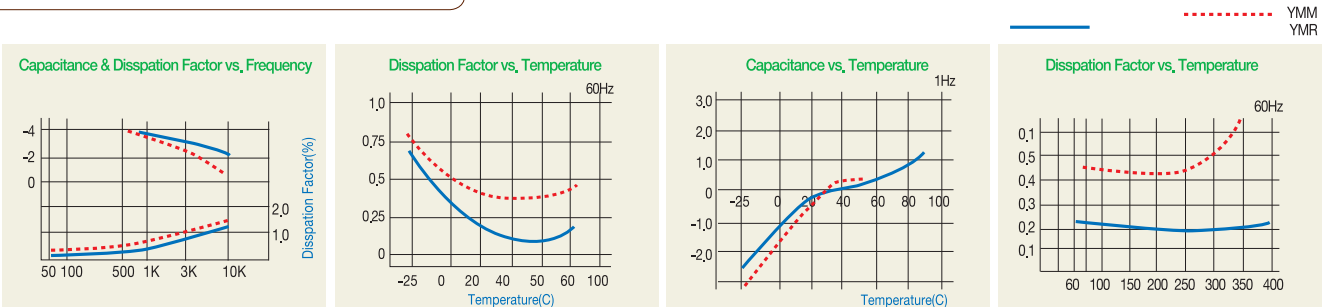 YMM
YMR
Capacitance & Disspation Factor vs. Frequency
-4
-2
0
2.0
1.0
Disspation Factor(%)
50 100 500 1K 3K 10K
Disspation Factor vs. Temperature
60Hz
1.0
0.75
0.5
0.25
0
-25 0 20 40 50 60 100
Temperature(C)
Capacitance vs. Temperature
1Hz
3.0
2.0
1.0
0
-1.0
-2.0
-25 0 20 40 60 80 100
Temperature(C)
Disspation Factor vs. Temperature
60Hz
0.1
0.5
0.4
0.3
0.2
0.1
60 100 150 200 250 300 350 400